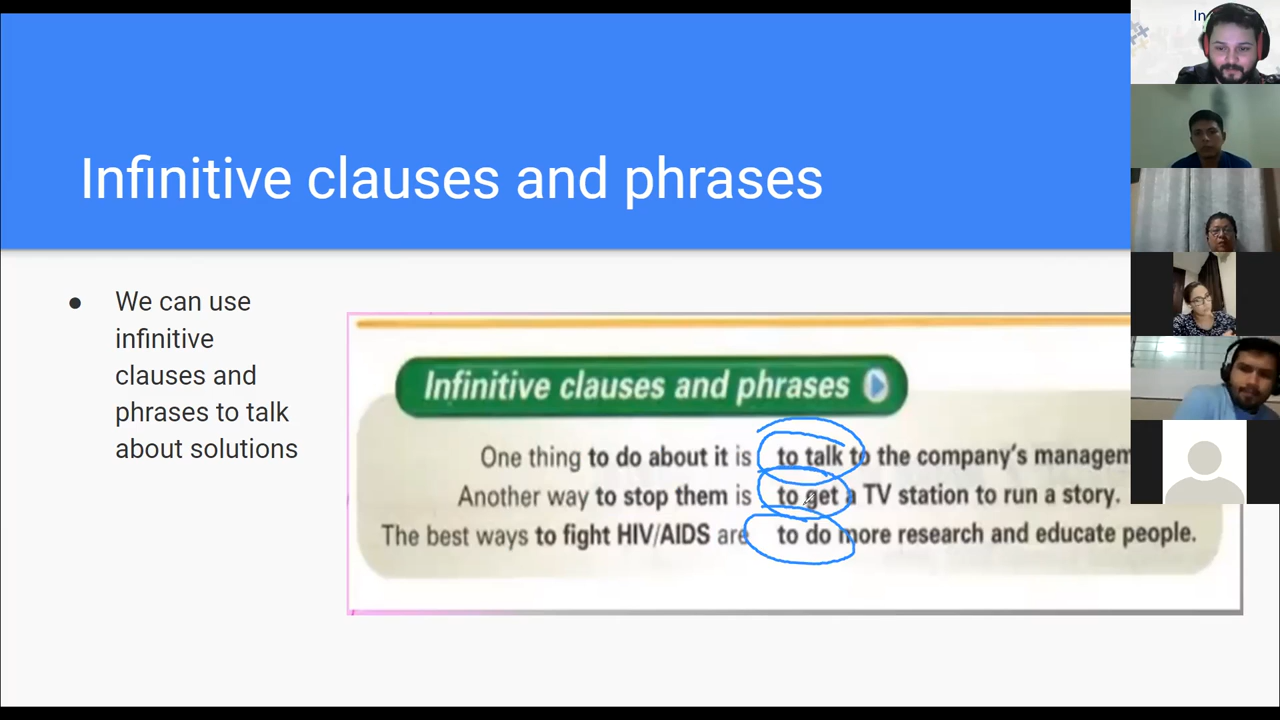 Infinitive clauses and phrases
● We can use
infinitive
clauses and
phrases to talk
about solutions
Infinitive clauses and phrases
One thing to do about it is to talk to the company's
Another way to stop them is to get a TV station to run a story.
The best ways to fight HIV/AIDS are to do more research and educate people.